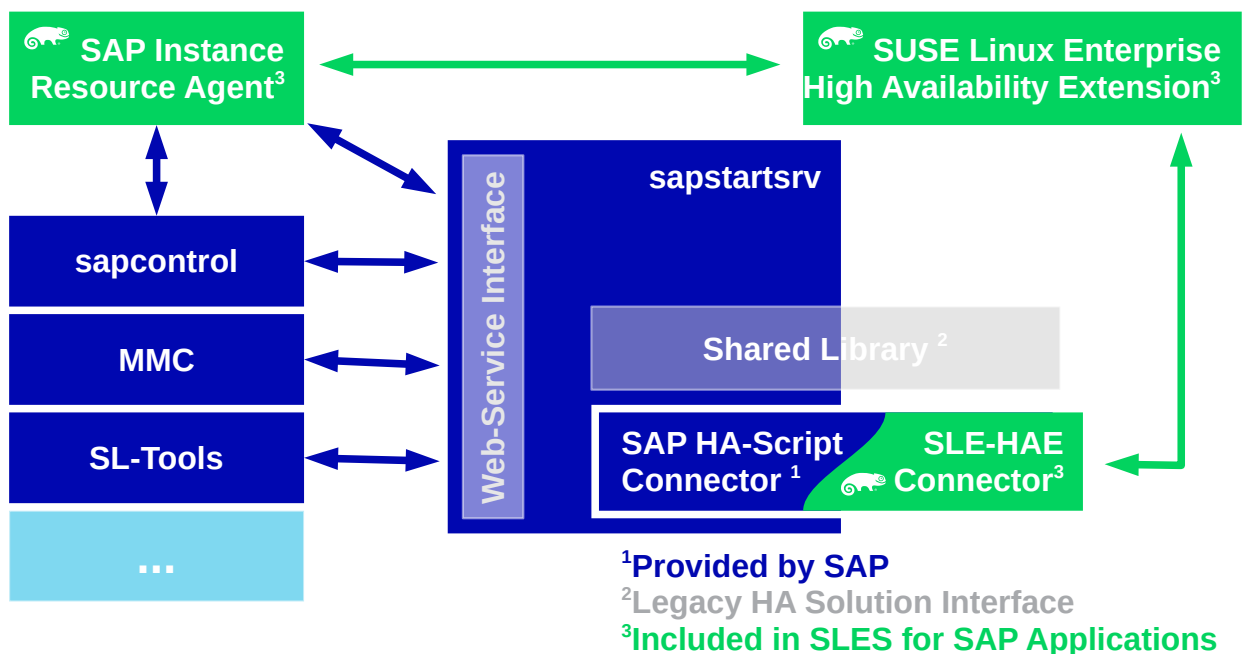 SAP Instance
Resource Agent³
SUSE Linux Enterprise
High Availability Extension³
sapstartsrv
Web-Service Interface
sapcontrol
MMC
SL-Tools
...
Shared Library ²
SAP HA-Script
Connector ¹
SLE-HAE
Connector³
¹Provided by SAP
²Legacy HA Solution Interface
³Included in SLES for SAP Applications